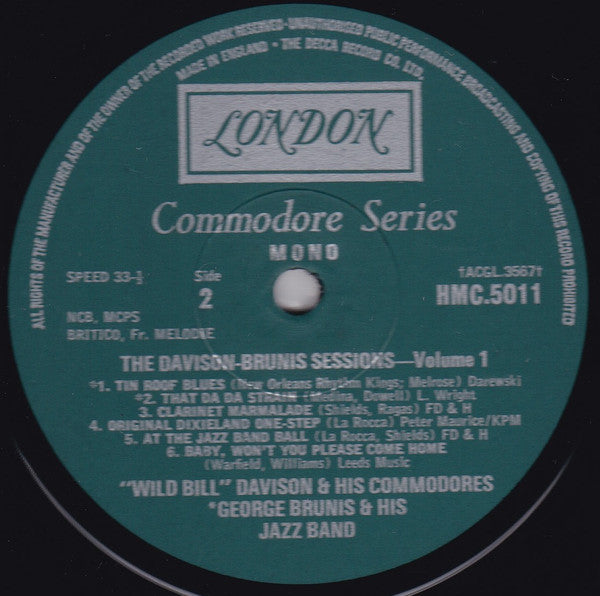 ALL RIGHTS OF THE MANUFACTURER AND OF THE OWNER OF THE RECORDED WORK RESERVED·UNAUTHORISED PUBLIC PERFORMANCE BROADCASTING AND COPYING OF THIS RECORD PROHIBITED
MADE IN ENGLAND · THE DECCA RECORD CO. LTD.
LONDON
Commodore Series
MONO
SPEED 33-⅓
Side
†ACGL.3567†
2
HMC.5011
NCB, MCPS
BRITICO, Fr. MELODIE
THE DAVISON-BRUNIS SESSIONS—Volume 1
*1. TIN ROOF BLUES (New Orleans Rhythm Kings; Melrose) Darewski
*2. THAT DA DA STRAIN (Medina, Dowell) L. Wright
3. CLARINET MARMALADE (Shields, Ragas) FD & H
4. ORIGINAL DIXIELAND ONE-STEP (La Rocca) Peter Maurice/KPM
5. AT THE JAZZ BAND BALL (La Rocca, Shields) FD & H
6. BABY, WON'T YOU PLEASE COME HOME
(Warfield, Williams) Leeds Music
"WILD BILL" DAVISON & HIS COMMODORES
*GEORGE BRUNIS & HIS
JAZZ BAND